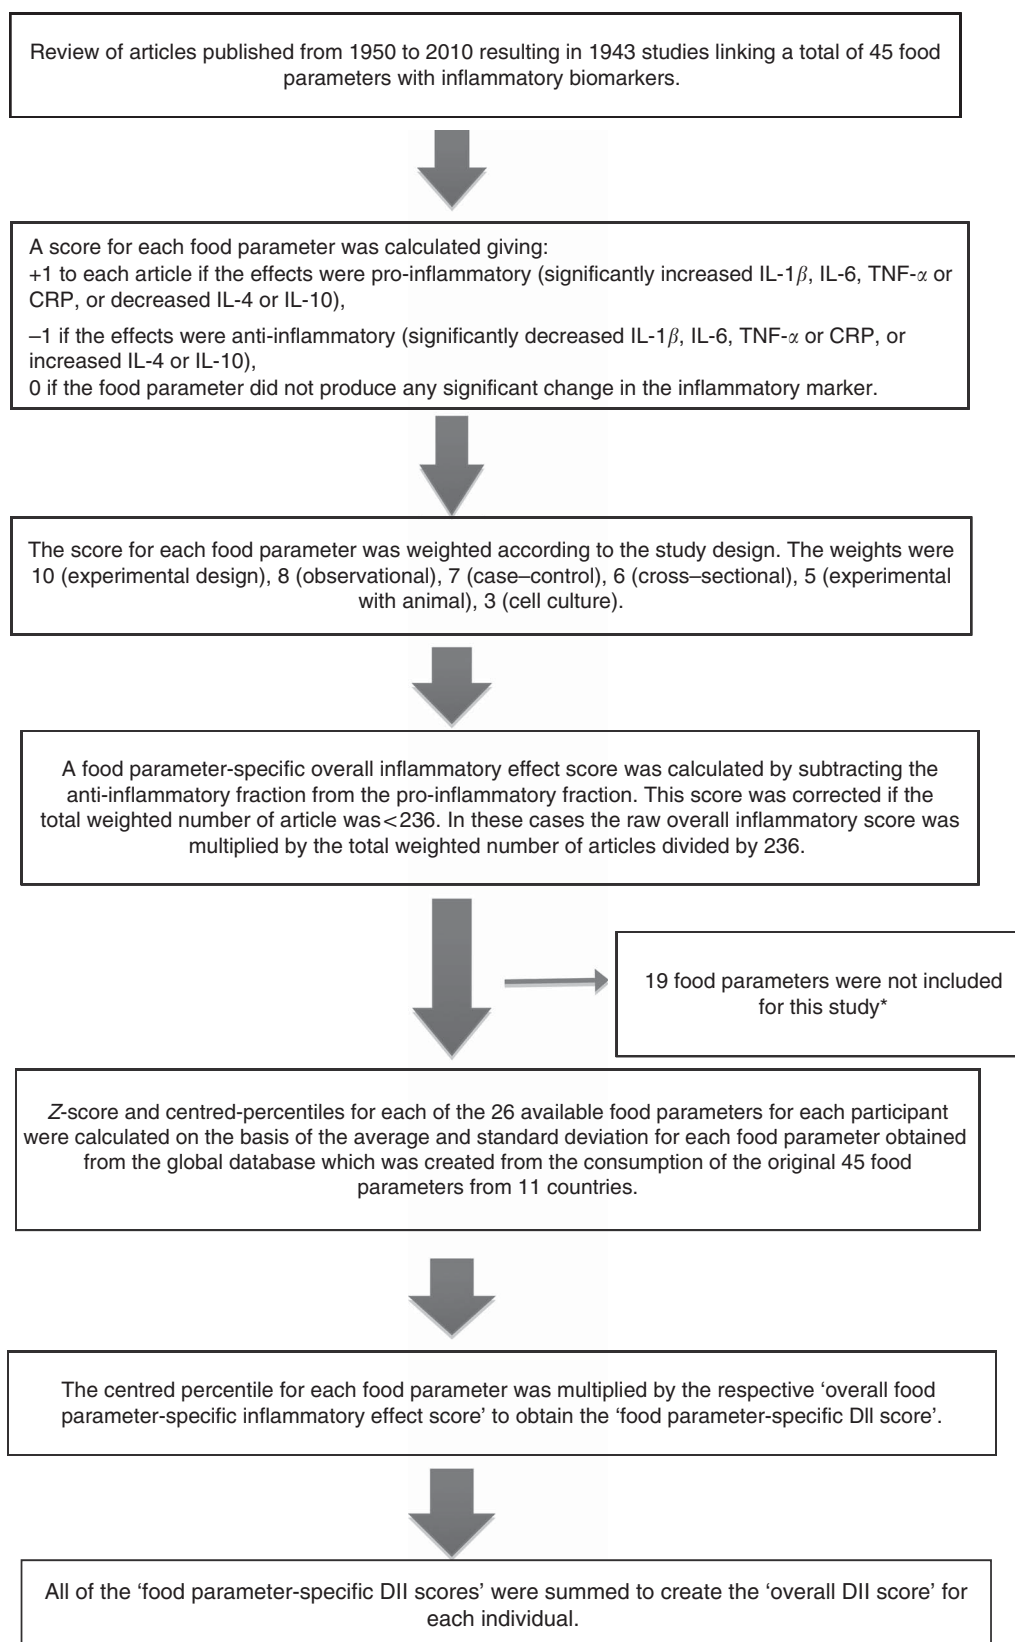 Review of articles published from 1950 to 2010 resulting in 1943 studies linking a total of 45 food
parameters with inflammatory biomarkers.
A score for each food parameter was calculated giving:
+1 to each article if the effects were pro-inflammatory (significantly increased IL-1β, IL-6, TNF-α or
CRP, or decreased IL-4 or IL-10),
–1 if the effects were anti-inflammatory (significantly decreased IL-1β, IL-6, TNF-α or CRP, or
increased IL-4 or IL-10),
0 if the food parameter did not produce any significant change in the inflammatory marker.
The score for each food parameter was weighted according to the study design. The weights were
10 (experimental design), 8 (observational), 7 (case–control), 6 (cross–sectional), 5 (experimental
with animal), 3 (cell culture).
A food parameter-specific overall inflammatory effect score was calculated by subtracting the
anti-inflammatory fraction from the pro-inflammatory fraction. This score was corrected if the
total weighted number of article was<236. In these cases the raw overall inflammatory score was
multiplied by the total weighted number of articles divided by 236.
19 food parameters were not included
for this study*
Z-score and centred-percentiles for each of the 26 available food parameters for each participant
were calculated on the basis of the average and standard deviation for each food parameter obtained
from the global database which was created from the consumption of the original 45 food
parameters from 11 countries.
The centred percentile for each food parameter was multiplied by the respective ‘overall food
parameter-specific inflammatory effect score’ to obtain the ‘food parameter-specific DII score’.
All of the ‘food parameter-specific DII scores’ were summed to create the ‘overall DII score’ for
each individual.